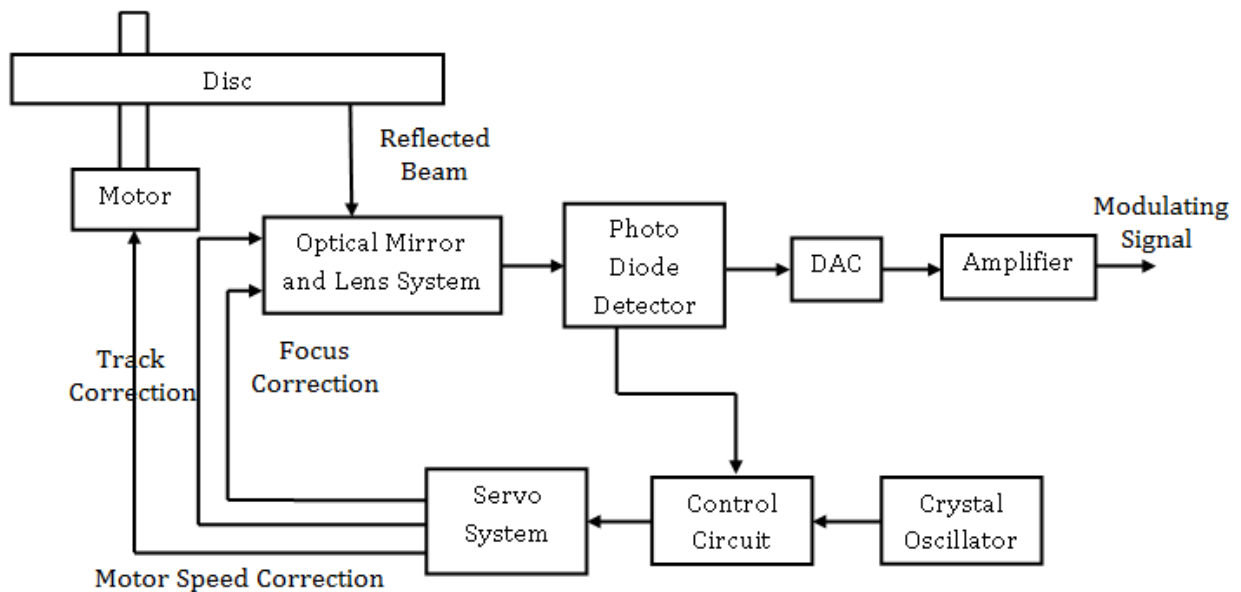 Disc
Reflected
Beam
Motor
Optical Mirror
and Lens System
Photo
Diode
Detector
DAC
Amplifier
Modulating
Signal
Track
Correction
Focus
Correction
Servo
System
Control
Circuit
Crystal
Oscillator
Motor Speed Correction